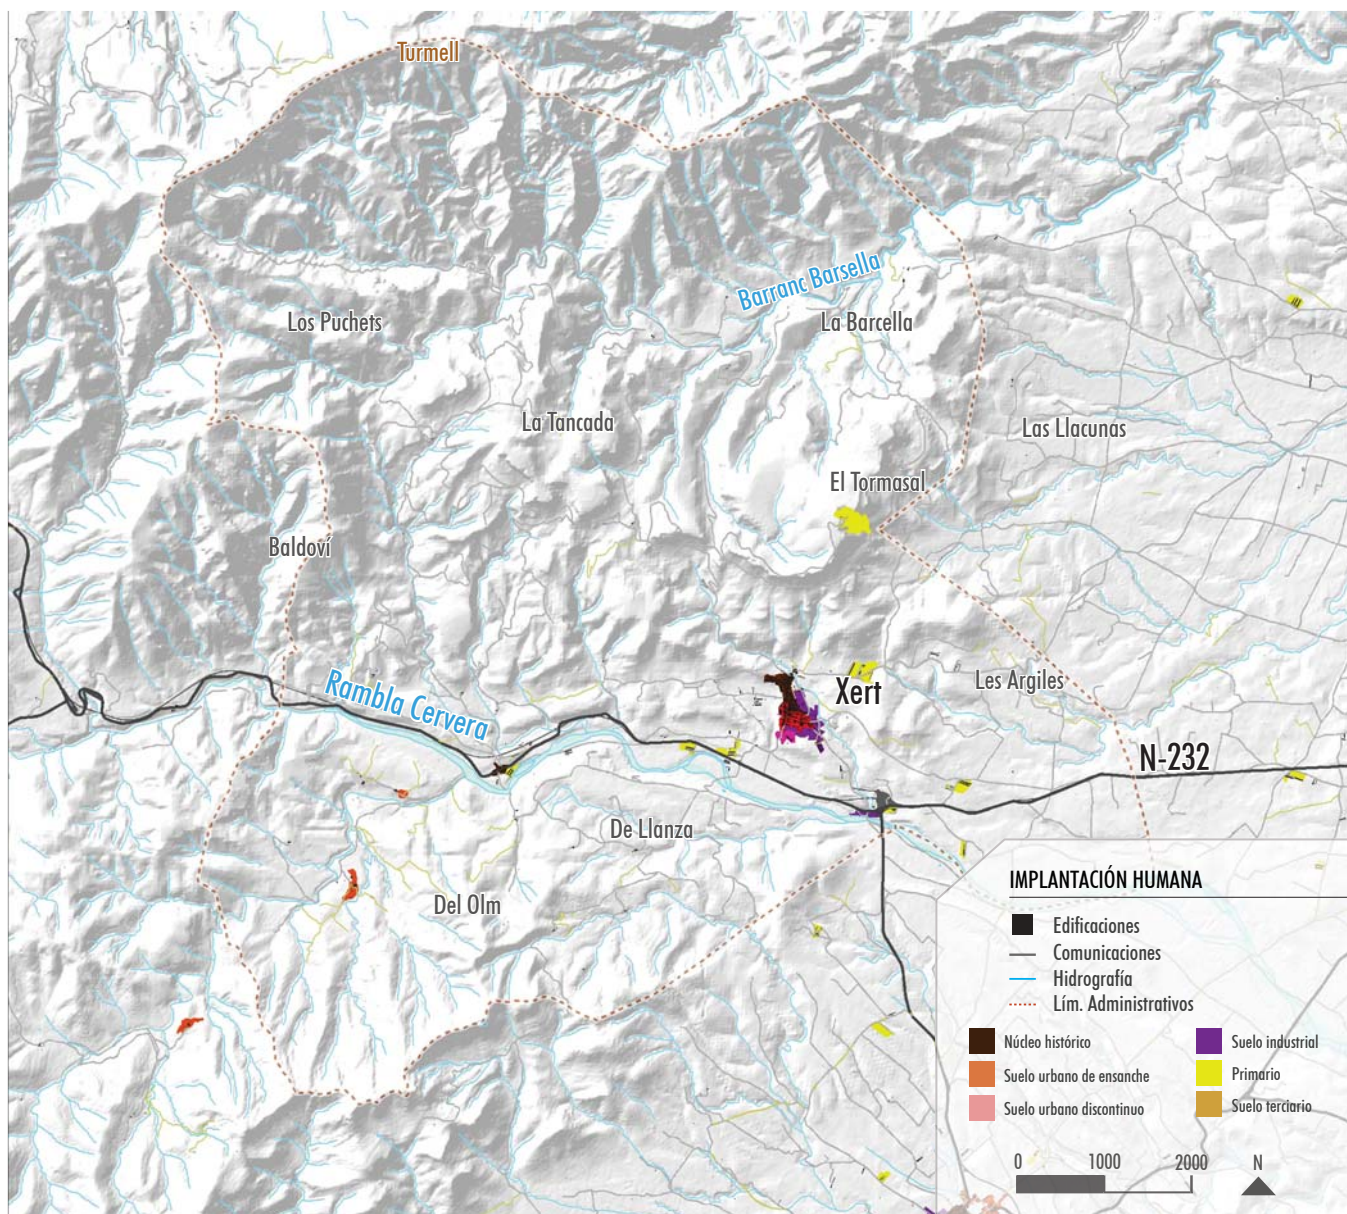 Turmell
Barranc Barsella
Los Puchets
La Barcella
La Tancada
Las Llacunas
El Tormasal
Baldoví
Les Argiles
Rambla Cervera
Xert
N-232
De Llanza
Del Olm
IMPLANTACIÓN HUMANA
Edificaciones
Comunicaciones
Hidrografía
Lím. Administrativos
Núcleo histórico
Suelo industrial
Suelo urbano de ensanche
Primario
Suelo urbano discontinuo
Suelo terciario
0 1000 2000 N